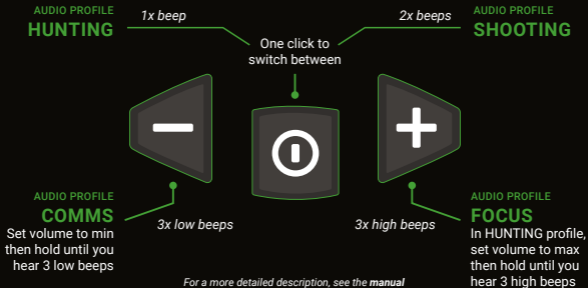 AUDIO PROFILE
HUNTING
1x beep
2x beeps
AUDIO PROFILE
SHOOTING
One click to
switch between
AUDIO PROFILE
COMMS
Set volume to min
then hold until you
hear 3 low beeps
3x low beeps
3x high beeps
AUDIO PROFILE
FOCUS
In HUNTING profile,
set volume to max
then hold until you
hear 3 high beeps
For a more detailed description, see the manual